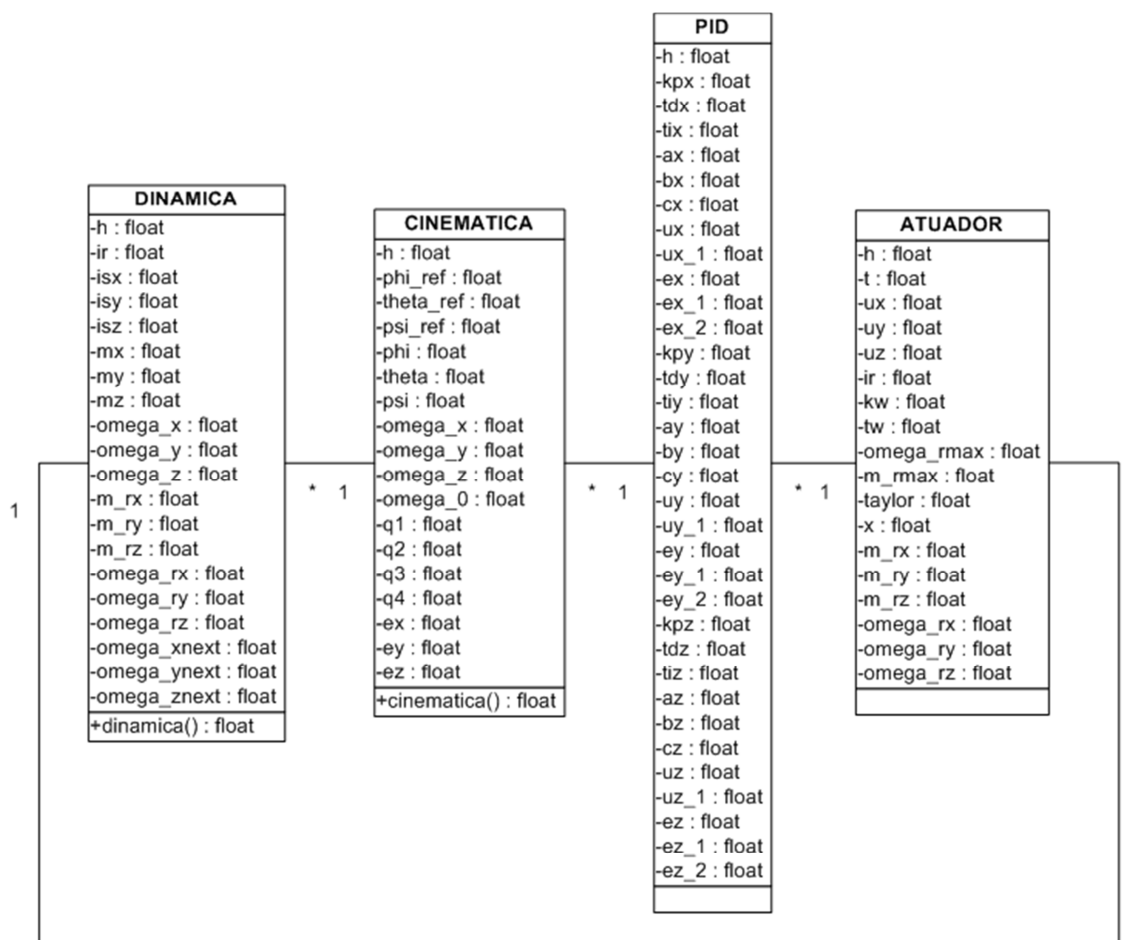 PID
-h : float
-kpx : float
-tdx : float
-tix : float
-ax : float
-bx : float
-cx : float
-ux : float
-ux_1 : float
-ex : float
-ex_1 : float
-ex_2 : float
-kpy : float
-tdy : float
-tiy : float
-ay : float
-by : float
-cy : float
-uy : float
-uy_1 : float
-ey : float
-ey_1 : float
-ey_2 : float
-kpz : float
-tdz : float
-tiz : float
-az : float
-bz : float
-cz : float
-uz : float
-uz_1 : float
-ez : float
-ez_1 : float
-ez_2 : float
DINAMICA
-h : float
-ir : float
-isx : float
-isy : float
-isz : float
-mx : float
-my : float
-mz : float
-omega_x : float
-omega_y : float
-omega_z : float
-m_rx : float
-m_ry : float
-m_rz : float
-omega_rx : float
-omega_ry : float
-omega_rz : float
-omega_xnext : float
-omega_ynext : float
-omega_znext : float
+dinamica() : float
CINEMATICA
-h : float
-phi_ref : float
-theta_ref : float
-psi_ref : float
-phi : float
-theta : float
-psi : float
-omega_x : float
-omega_y : float
-omega_z : float
-omega_0 : float
-q1 : float
-q2 : float
-q3 : float
-q4 : float
-ex : float
-ey : float
-ez : float
+cinematica() : float
ATUADOR
-h : float
-t : float
-ux : float
-uy : float
-uz : float
-ir : float
-kw : float
-tw : float
-omega_rmax : float
-m_rmax : float
-taylor : float
-x : float
-m_rx : float
-m_ry : float
-m_rz : float
-omega_rx : float
-omega_ry : float
-omega_rz : float
1
* 1
* 1
* 1